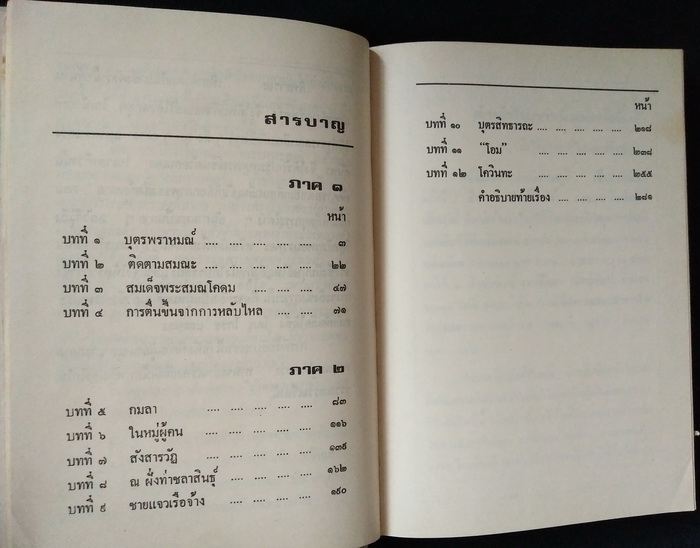 สารบาญ
ภาค ๑
หน้า
บทที่ ๑ บุตรพราหมณ์ .... .... .... .... .... ๓
บทที่ ๒ ติดตามสมณะ .... .... .... .... .... ๒๒
บทที่ ๓ สมเด็จพระสมณโคดม .... .... .... ๔๗
บทที่ ๔ การตื่นขึ้นจากการหลับไหล .... .... ๗๑
ภาค ๒
บทที่ ๕ กมลา .... .... .... .... .... ๘๓
บทที่ ๖ ในหมู่ผู้คน .... .... .... .... .... ๑๑๖
บทที่ ๗ สังสารวัฏ .... .... .... .... .... ๑๓๙
บทที่ ๘ ณ ฝั่งท่าชลาสินธุ์ .... .... .... .... ๑๖๒
บทที่ ๙ ชายแจวเรือจ้าง .... .... .... .... ๑๙๐
หน้า
บทที่ ๑๐ บุตรสิทธารถะ .... .... .... .... .... ๒๑๘
บทที่ ๑๑ “โอม” .... .... .... .... .... ๒๓๘
บทที่ ๑๒ โควินทะ .... .... .... .... .... ๒๕๕
คำอธิบายท้ายเรื่อง .... .... .... .... ๒๘๑